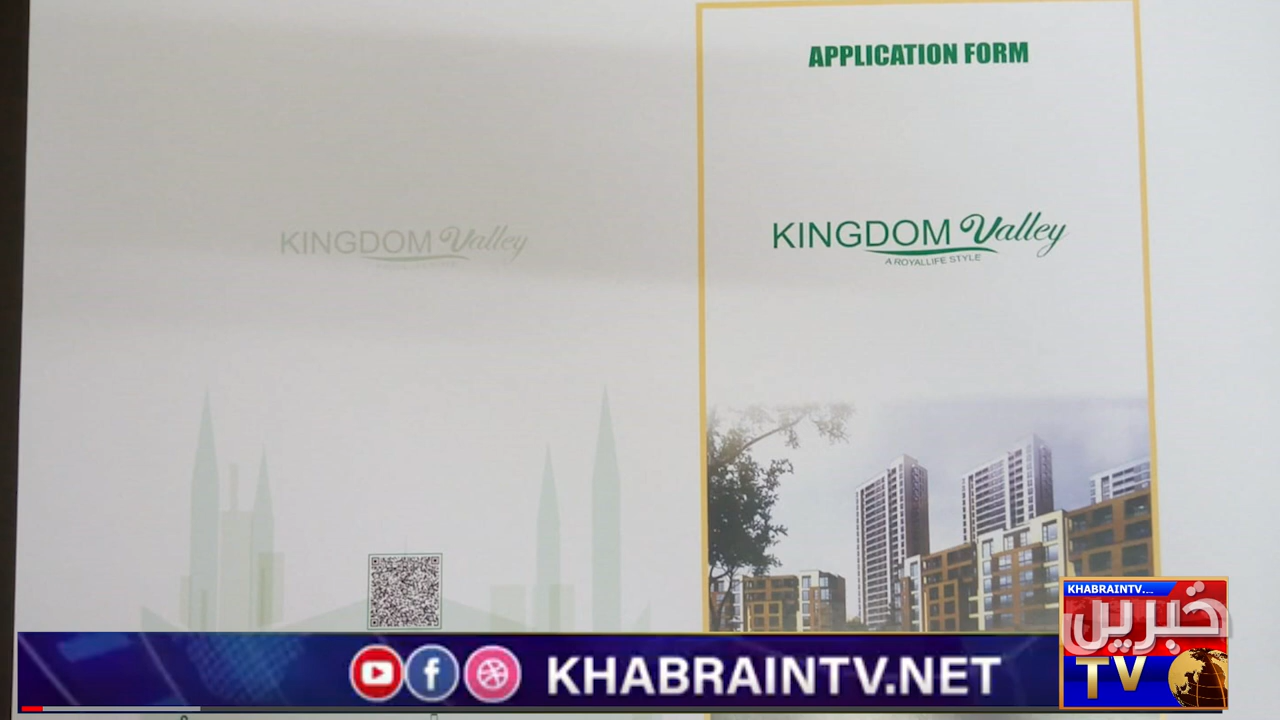 APPLICATION FORM
KINGDOM Valley
KINGDOM Valley
A ROYALLIFE STYLE
KHABRAINTV....
خبریں
TV
KHABRAINTV.NET